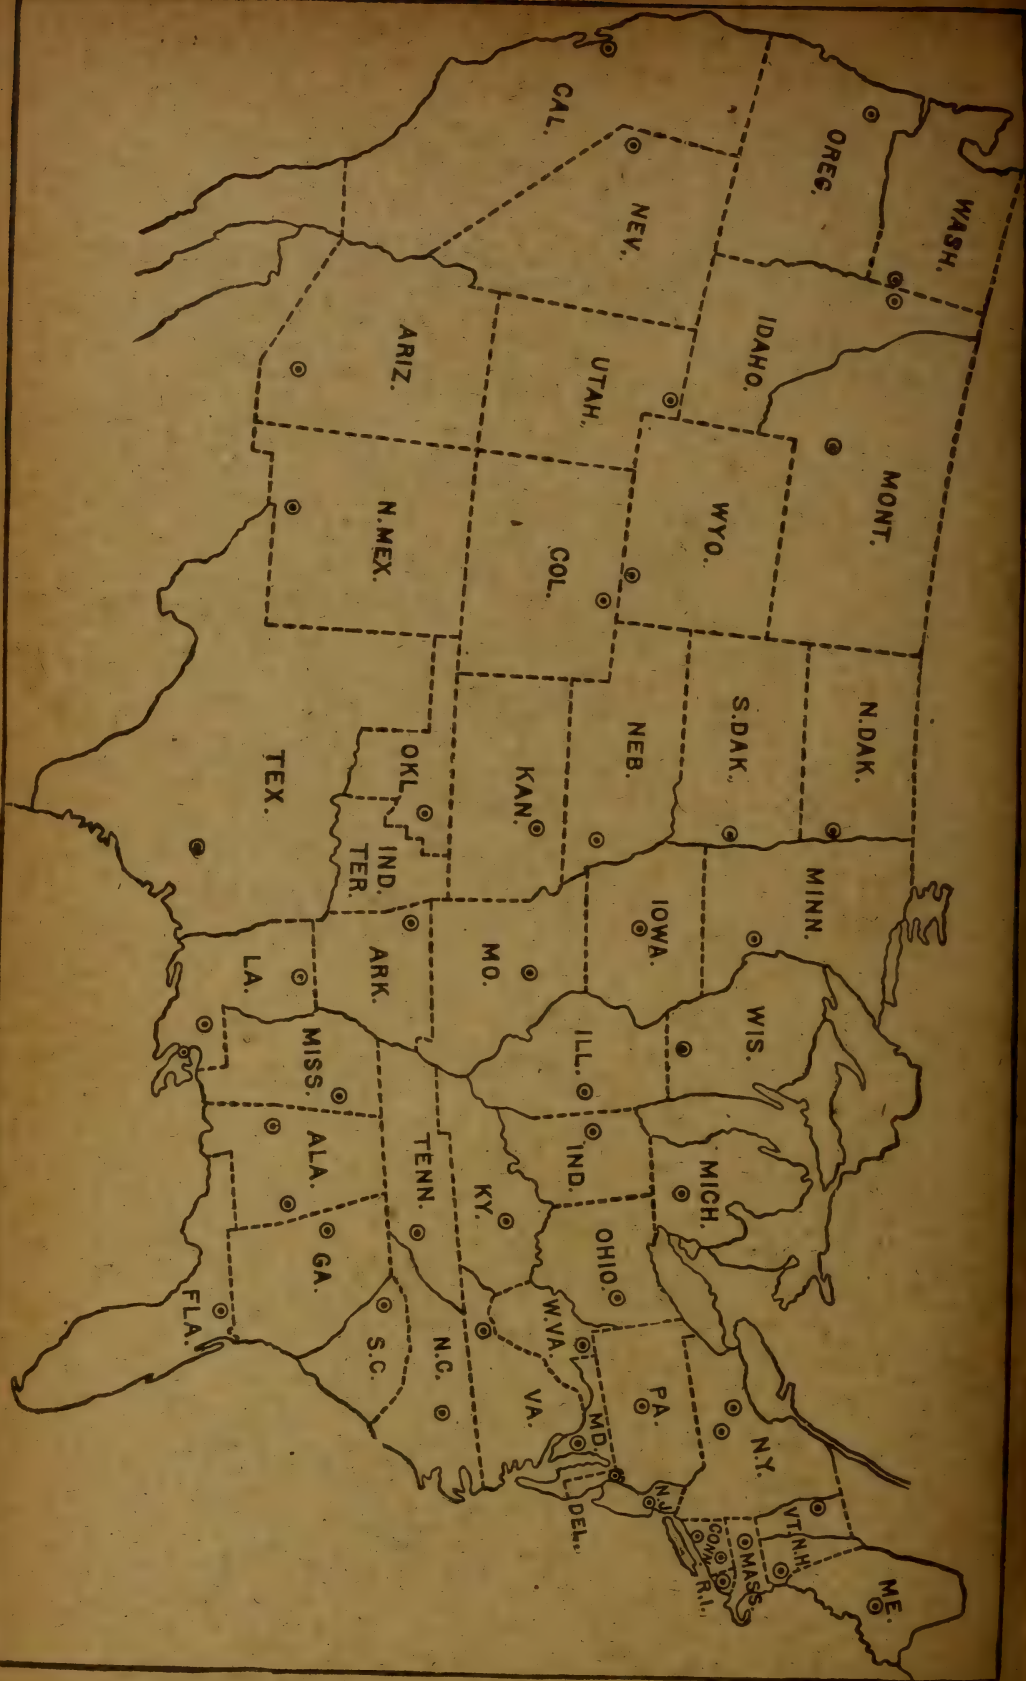 WASH.
OREG.
CAL.
NEV.
IDAHO.
MONT.
WYO.
UTAH.
ARIZ.
COL.
N.MEX.
N.DAK.
S.DAK.
NEB.
KAN.
OKL.
IND.
TER.
TEX.
MINN.
IOWA.
MO.
ARK.
LA.
WIS.
ILL.
MISS.
MICH.
IND.
OHIO.
KY.
TENN.
ALA.
GA.
FLA.
W.VA.
VA.
N.C.
S.C.
PA.
MD.
DEL.
N.J.
N.Y.
VT.
N.H.
MASS.
CONN.
R.I.
ME.